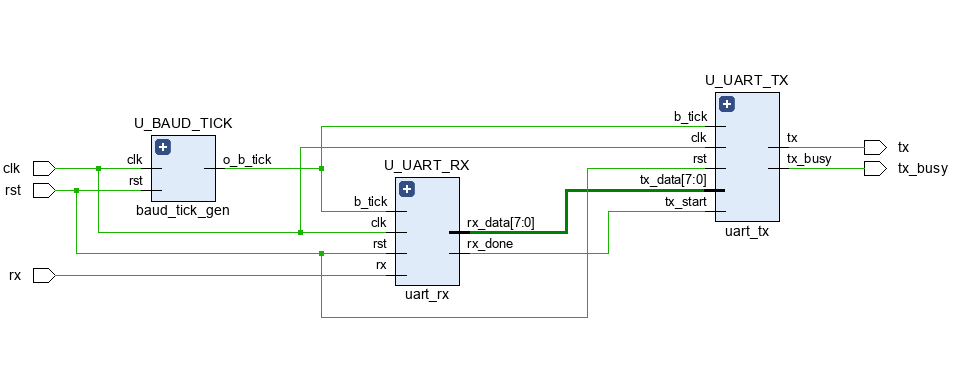 U_UART_TX
b_tick
clk
rst
tx_data[7:0]
tx_start
tx
tx_busy
uart_tx
tx
tx_busy
U_BAUD_TICK
clk
rst
o_b_tick
baud_tick_gen
clk
rst
rx
U_UART_RX
b_tick
clk
rst
rx
rx_data[7:0]
rx_done
uart_rx